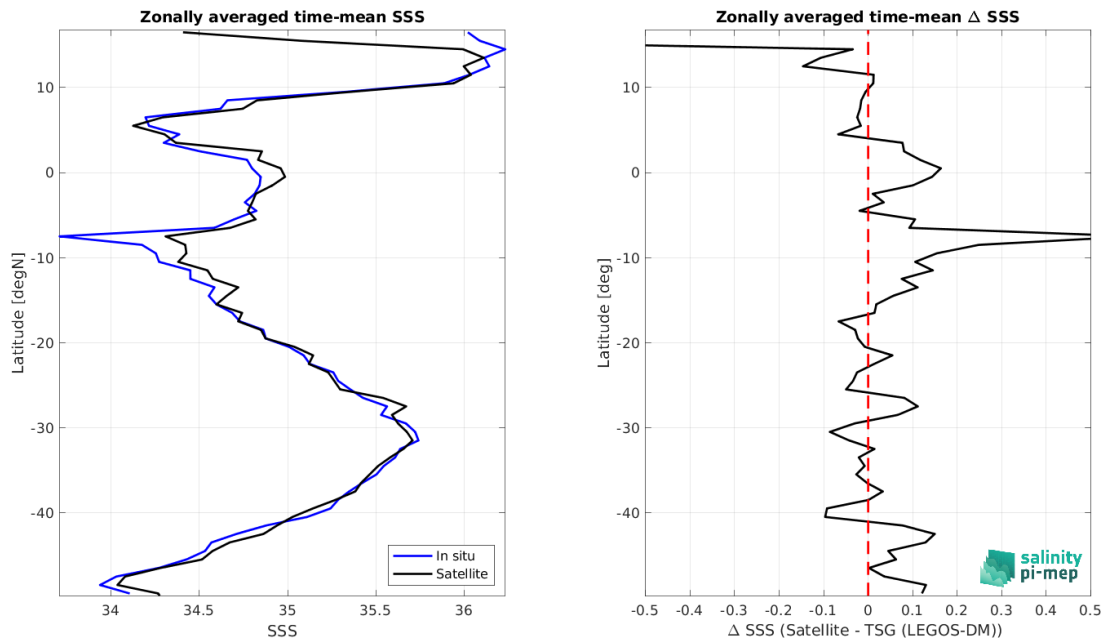 Zonally averaged time-mean SSS
10
0
-10
-20
-30
-40
Latitude [degN]
34
34.5
35
35.5
36
SSS
In situ
Satellite
Zonally averaged time-mean Δ SSS
10
0
-10
-20
-30
-40
Latitude [deg]
-0.5
-0.4
-0.3
-0.2
-0.1
0
0.1
0.2
0.3
0.4
0.5
Δ SSS (Satellite - TSG (LEGOS-DM))
salinity
pi-mep